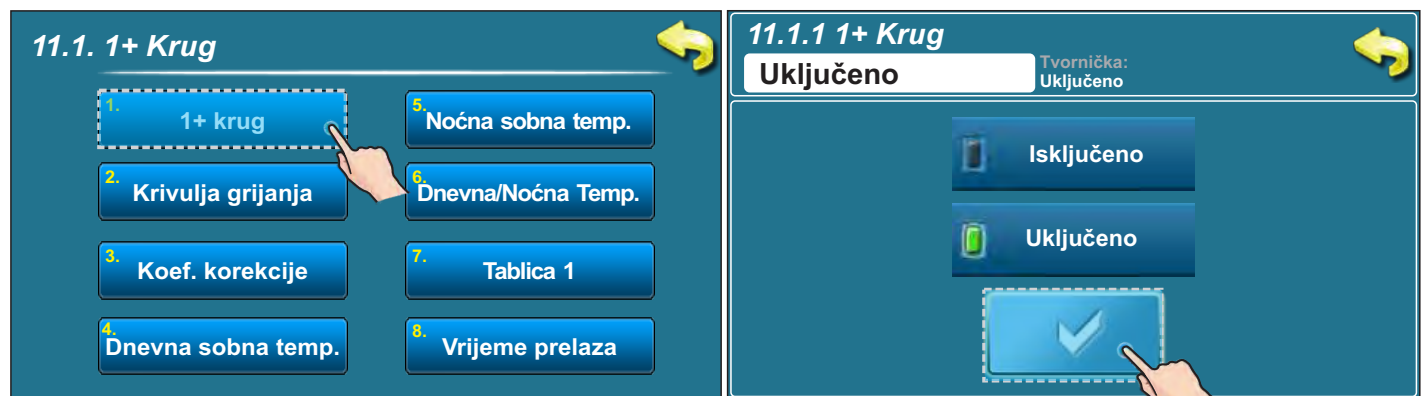 11.1. 1+ Krug
1. 1+ krug
2. Krivulja grijanja
3. Koef. korekcije
4. Dnevna sobna temp.
5. Noćna sobna temp.
6. Dnevna/Noćna Temp.
7. Tablica 1
8. Vrijeme prelaza
11.1.1 1+ Krug
Uključeno
Tvornička:
Uključeno
Isključeno
Uključeno